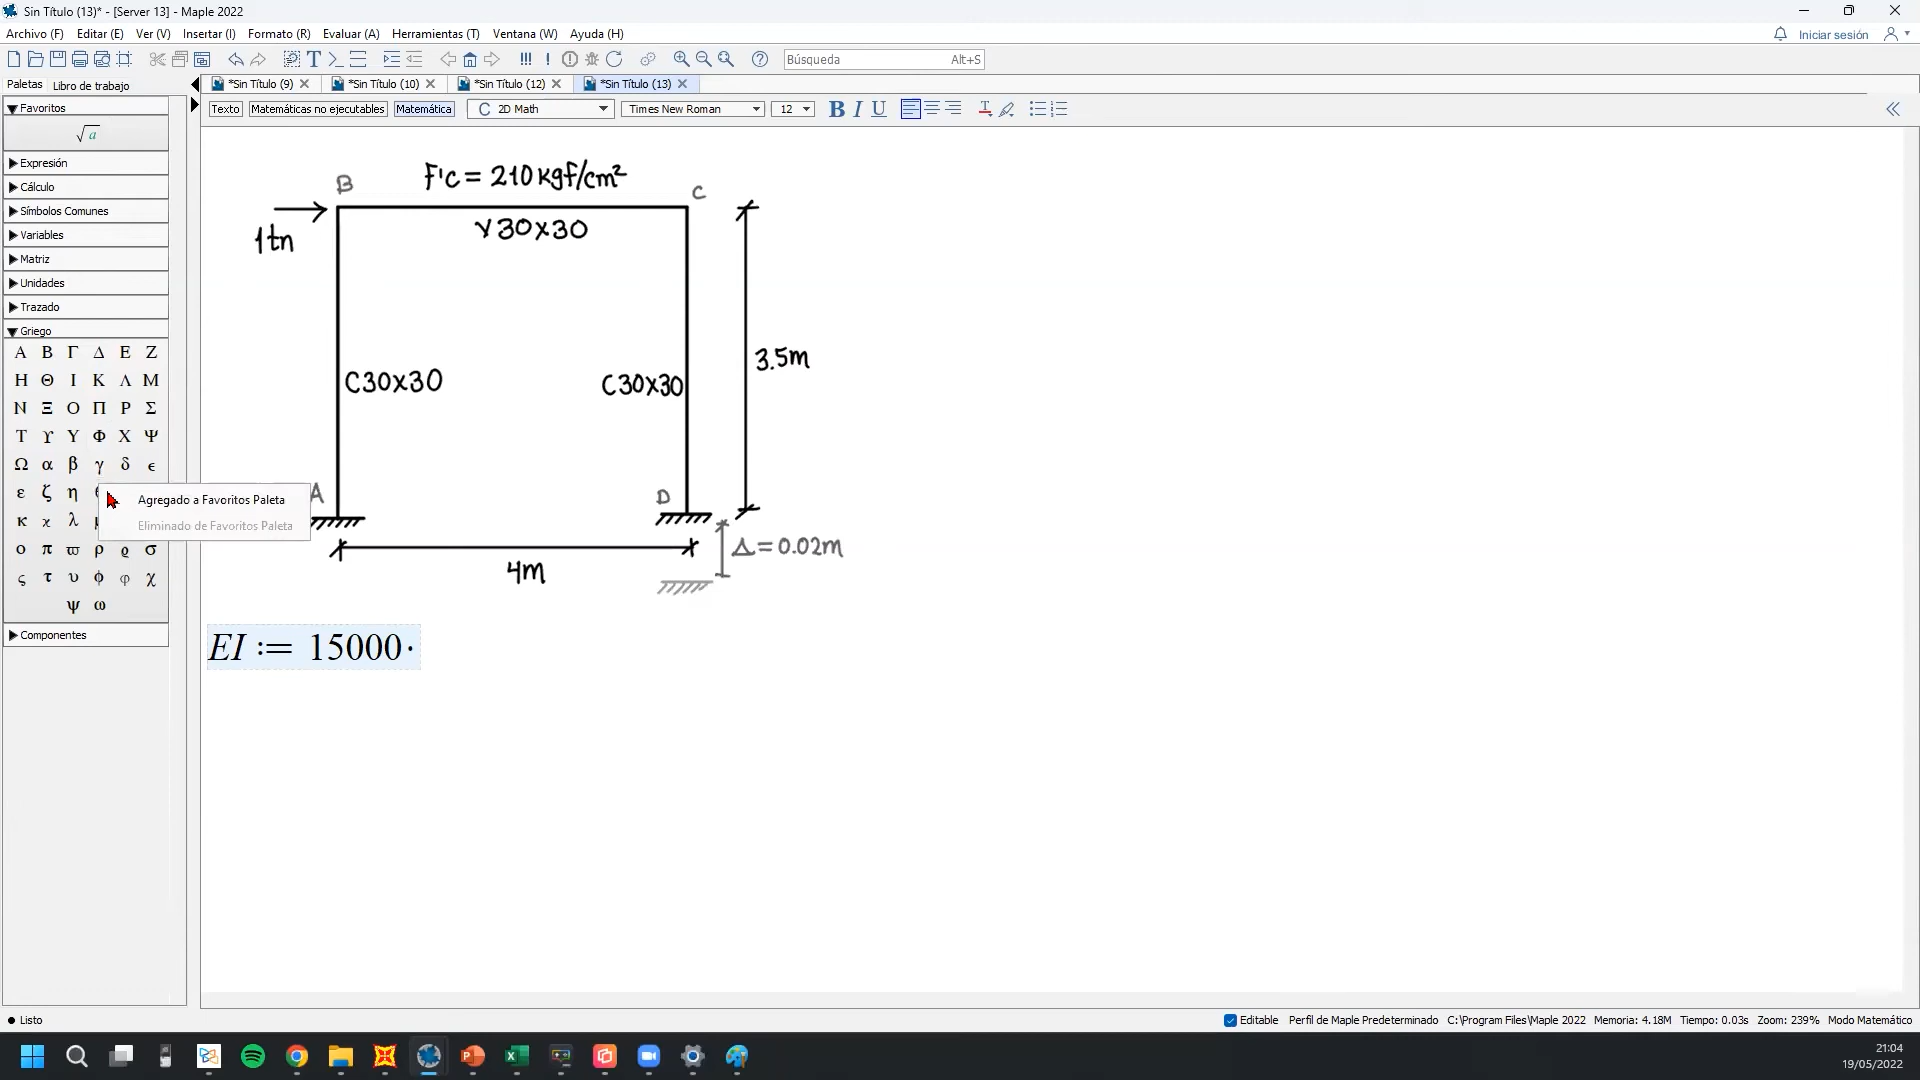 Sin Título (13)* - [Server 13] - Maple 2022
Archivo (F) Editar (E) Ver (V) Insertar (I) Formato (R) Evaluar (A) Herramientas (T) Ventana (W) Ayuda (H)
Iniciar sesión
Búsqueda Alt+S
Paletas Libro de trabajo
*Sin Título (9) *Sin Título (10) *Sin Título (12) *Sin Título (13)
Texto Matemáticas no ejecutables Matemática C 2D Math Times New Roman 12 B I U
Favoritos
√a
Expresión
Cálculo
Símbolos Comunes
Variables
Matriz
Unidades
Trazado
Griego
Α Β Γ Δ Ε Ζ
Η Θ Ι Κ Λ Μ
Ν Ξ Ο Π Ρ Σ
Τ ϒ Υ Φ Χ Ψ
Ω α β γ δ ϵ
ε ζ η
κ ϰ λ
ο π ϖ ρ ϱ σ
ς τ υ ϕ φ χ
ψ ω
Componentes
Agregado a Favoritos Paleta
Eliminado de Favoritos Paleta
F'c = 210 kgf/cm²
B
C
1tn
V30x30
3.5m
C30x30
C30x30
A
D
Δ = 0.02m
4m
EI := 15000·
Listo
Editable Perfil de Maple Predeterminado C:\Program Files\Maple 2022 Memoria: 4.18M Tiempo: 0.03s Zoom: 239% Modo Matemático
21:04
19/05/2022